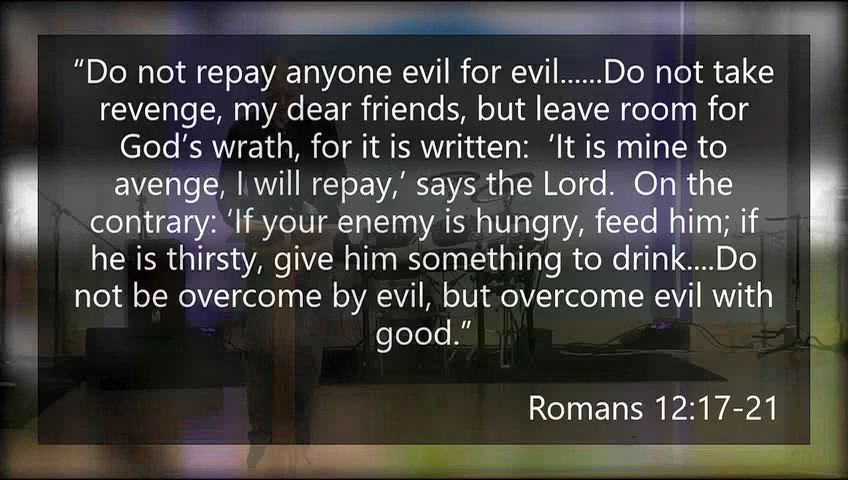 “Do not repay anyone evil for evil......Do not take
revenge, my dear friends, but leave room for
God’s wrath, for it is written:  ‘It is mine to
avenge, I will repay,’ says the Lord.  On the
contrary: ‘If your enemy is hungry, feed him; if
he is thirsty, give him something to drink....Do
not be overcome by evil, but overcome evil with
good.”
Romans 12:17-21